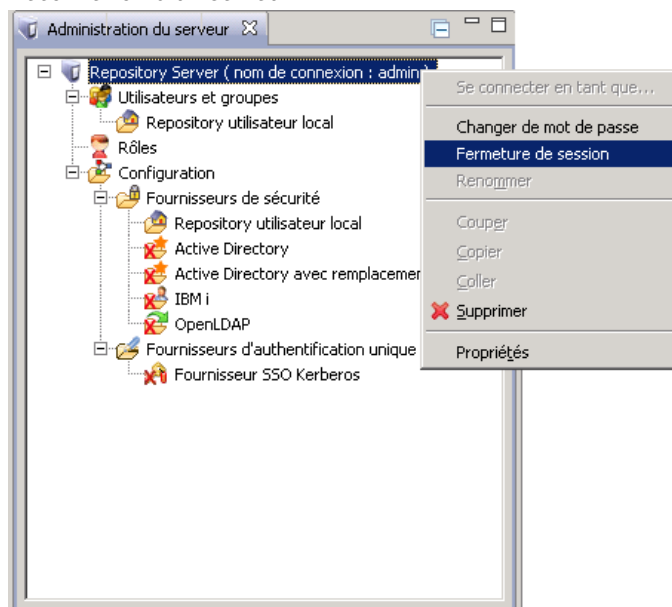 Administration du serveur
Repository Server ( nom de connexion : admin )
Utilisateurs et groupes
Repository utilisateur local
Rôles
Configuration
Fournisseurs de sécurité
Repository utilisateur local
Active Directory
Active Directory avec
IBM i
OpenLDAP
Fournisseurs d'authentification unique
Fournisseur SSO Kerberos
Se connecter en tant que...
Changer de mot de passe
Fermeture de session
Renommer
Couper
Copier
Coller
Supprimer
Propriétés